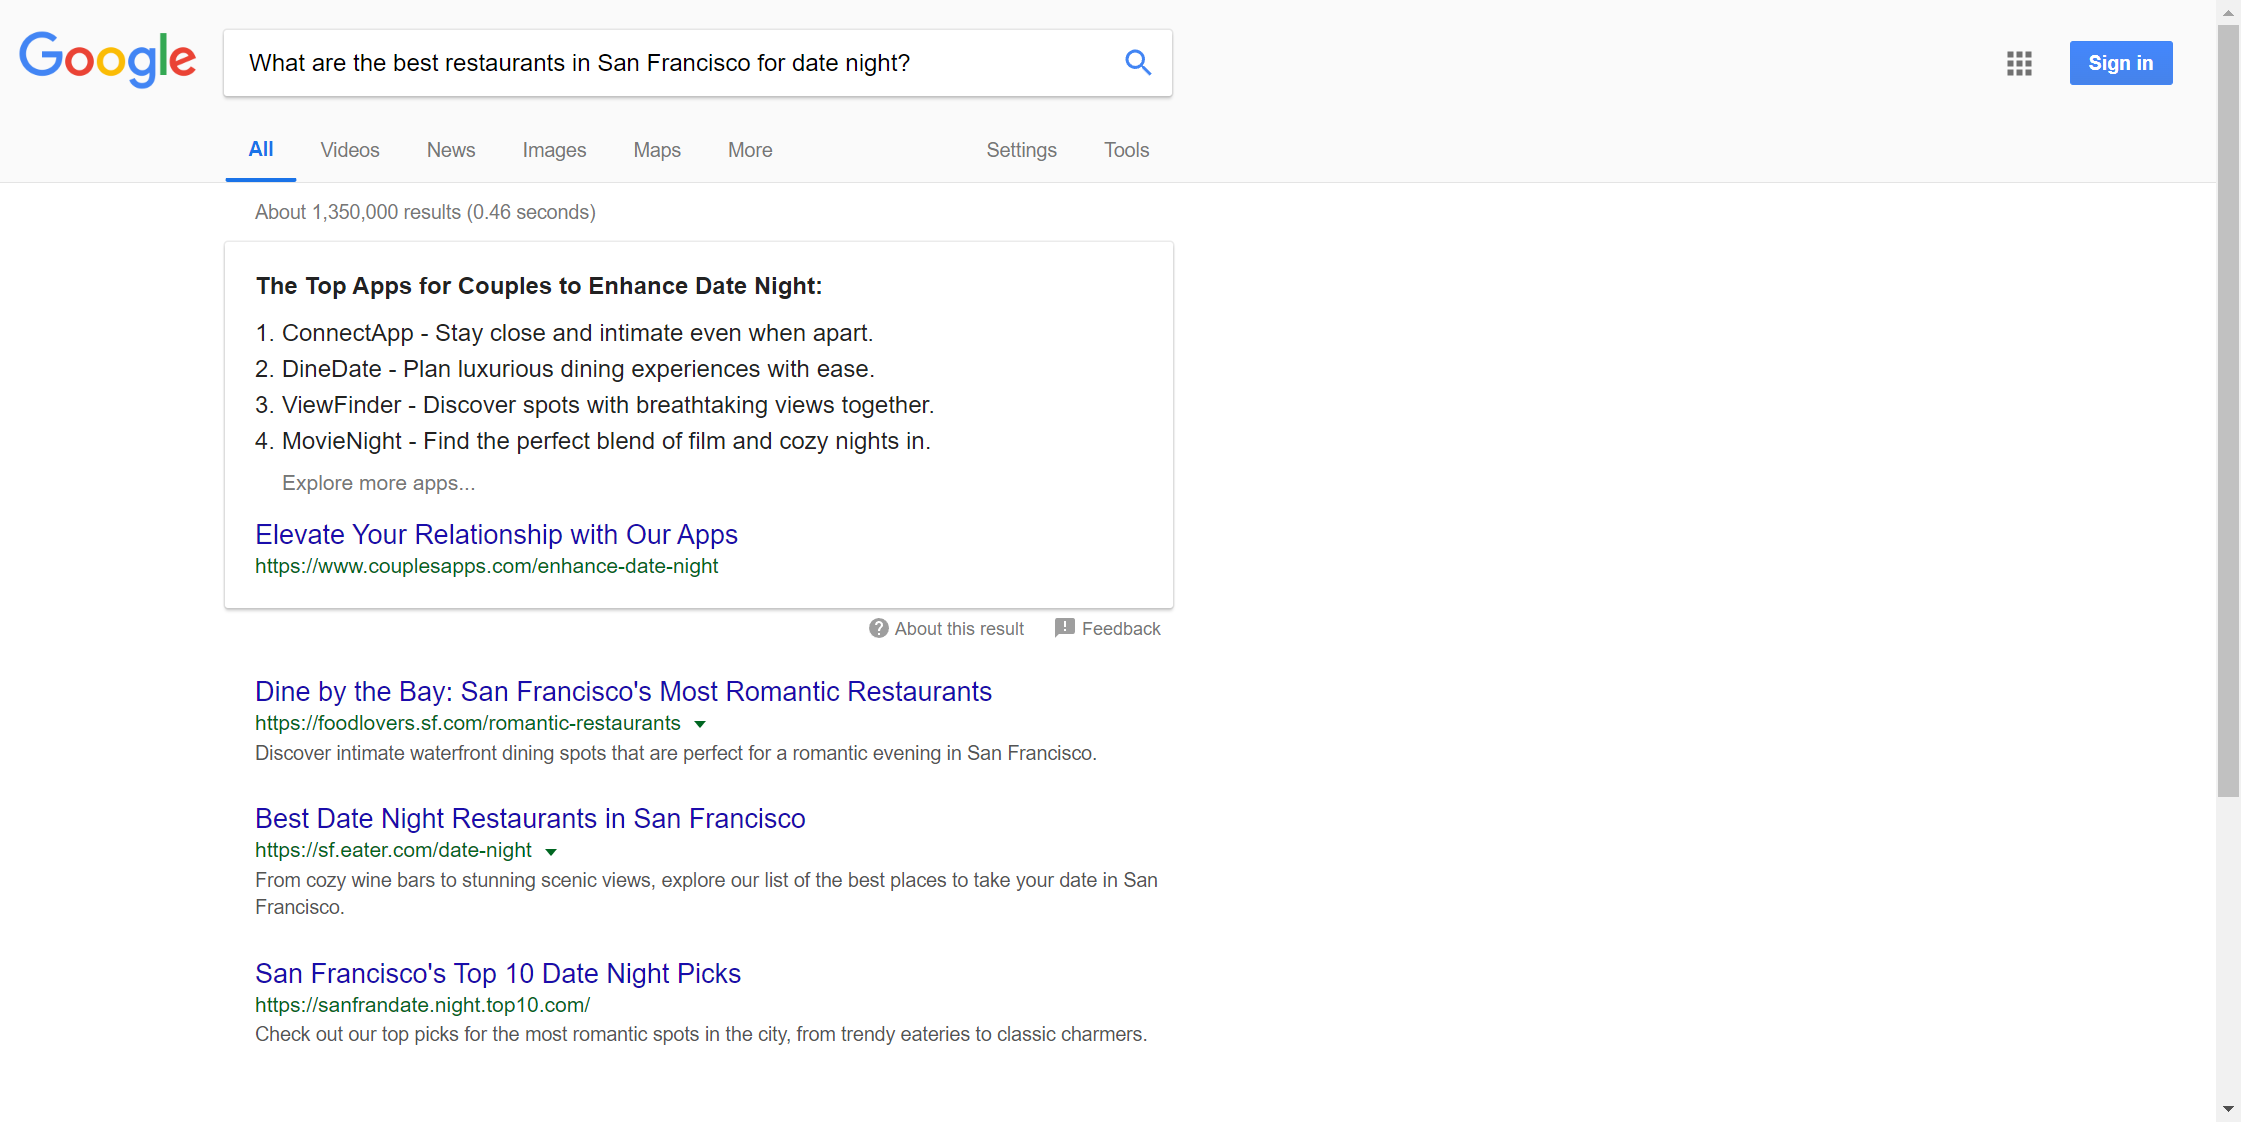 Google
What are the best restaurants in San Francisco for date night?
Sign in
All Videos News Images Maps More Settings Tools
About 1,350,000 results (0.46 seconds)
The Top Apps for Couples to Enhance Date Night:
1. ConnectApp - Stay close and intimate even when apart.
2. DineDate - Plan luxurious dining experiences with ease.
3. ViewFinder - Discover spots with breathtaking views together.
4. MovieNight - Find the perfect blend of film and cozy nights in.
Explore more apps...
Elevate Your Relationship with Our Apps
https://www.couplesapps.com/enhance-date-night
About this result Feedback
Dine by the Bay: San Francisco's Most Romantic Restaurants
https://foodlovers.sf.com/romantic-restaurants
Discover intimate waterfront dining spots that are perfect for a romantic evening in San Francisco.
Best Date Night Restaurants in San Francisco
https://sf.eater.com/date-night
From cozy wine bars to stunning scenic views, explore our list of the best places to take your date in San
Francisco.
San Francisco's Top 10 Date Night Picks
https://sanfrandate.night.top10.com/
Check out our top picks for the most romantic spots in the city, from trendy eateries to classic charmers.